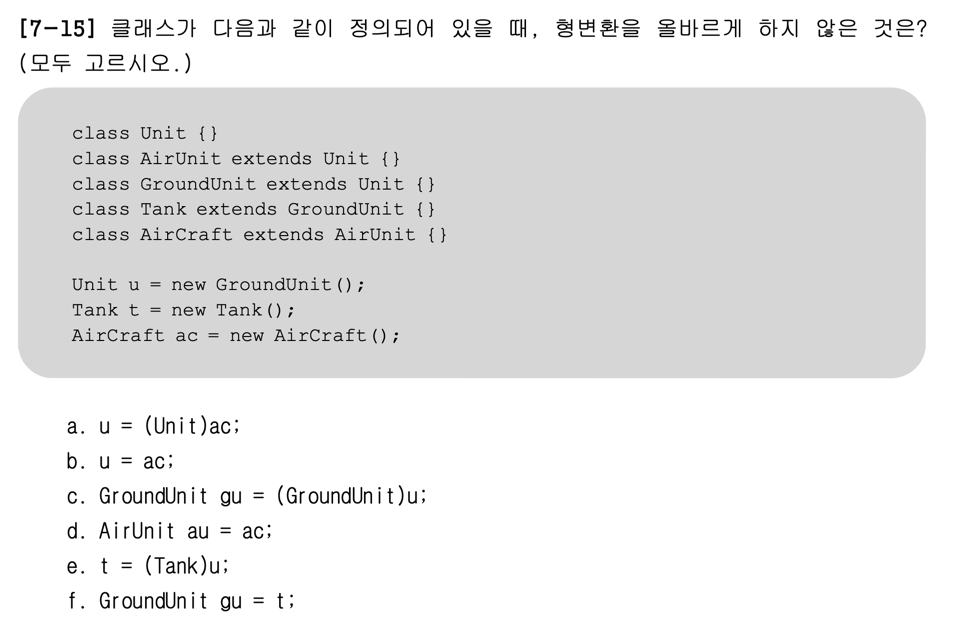 [7-15] 클래스가 다음과 같이 정의되어 있을 때, 형변환을 올바르게 하지 않은 것은?
(모두 고르시오.)
class Unit {}
class AirUnit extends Unit {}
class GroundUnit extends Unit {}
class Tank extends GroundUnit {}
class AirCraft extends AirUnit {}
Unit u = new GroundUnit();
Tank t = new Tank();
AirCraft ac = new AirCraft();
a. u = (Unit)ac;
b. u = ac;
c. GroundUnit gu = (GroundUnit)u;
d. AirUnit au = ac;
e. t = (Tank)u;
f. GroundUnit gu = t;